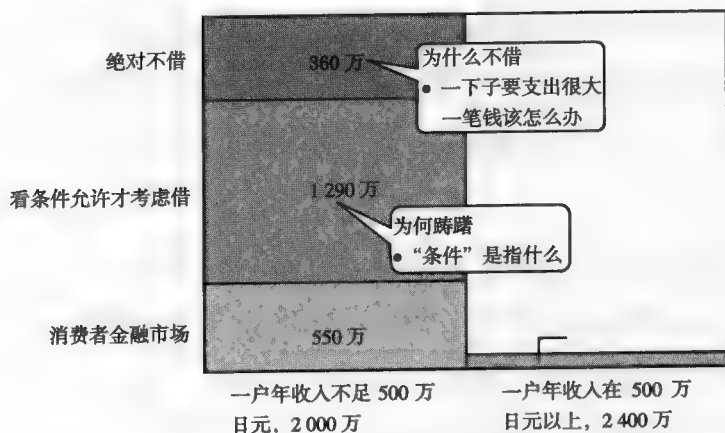 绝对不借
360 万
为什么不借
● 一下子要支出很大
一笔钱该怎么办
看条件允许才考虑借
1 290 万
为何踌躇
● “条件”是指什么
消费者金融市场
550 万
一户年收入不足 500 万
日元，2 000 万
一户年收入在 500 万
日元以上，2 400 万